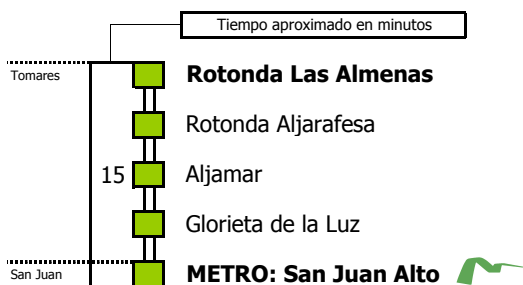 Tiempo aproximado en minutos
Tomares
Rotonda Las Almenas
Rotonda Aljarafesa
15
Aljamar
Glorieta de la Luz
San Juan
METRO: San Juan Alto